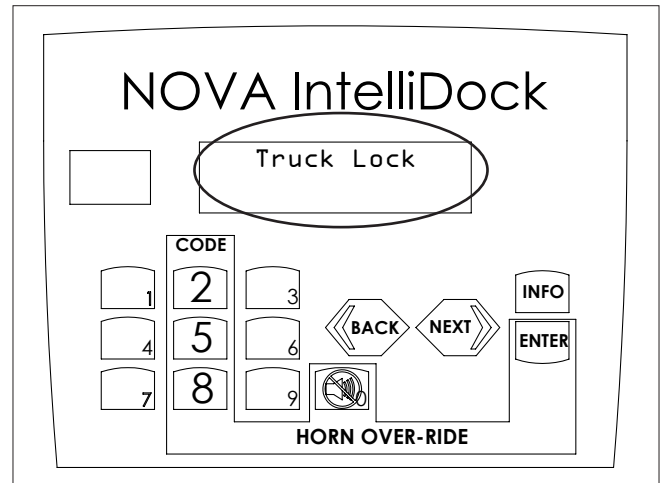 NOVA IntelliDock
Truck Lock
CODE
1 2 3
4 5 6
7 8 9 0
BACK NEXT
INFO
ENTER
HORN OVER-RIDE